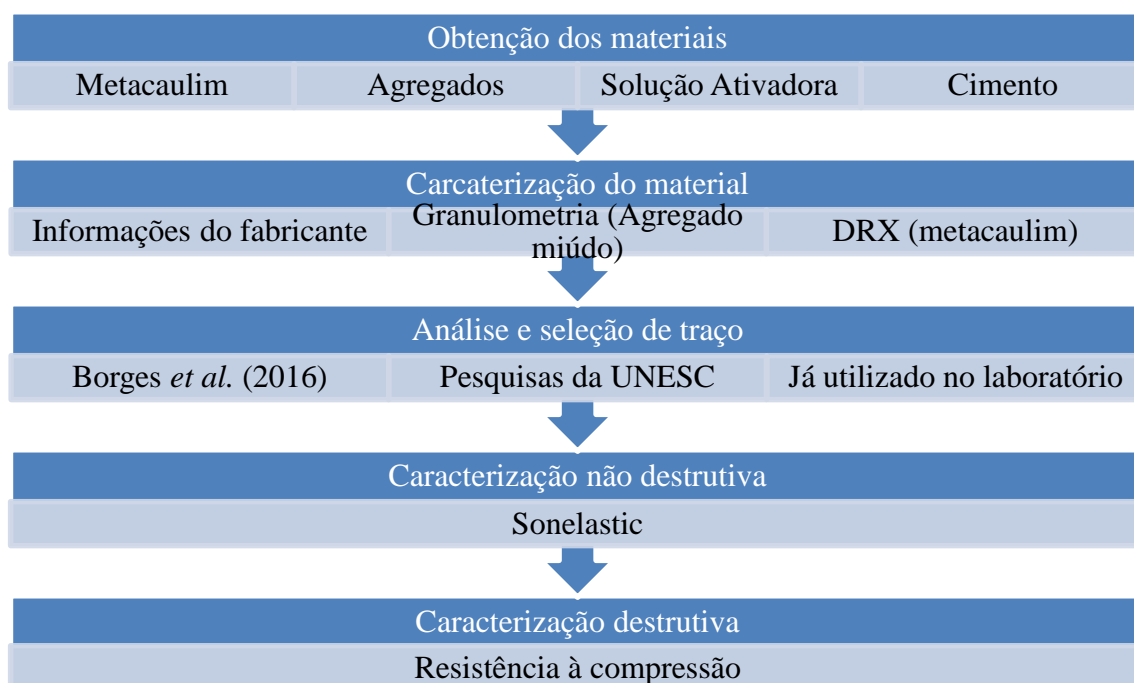 Obtenção dos materiais
Metacaulim Agregados Solução Ativadora Cimento
Carcaterização do material
Informações do fabricante Granulometria (Agregado miúdo) DRX (metacaulim)
Análise e seleção de traço
Borges et al. (2016) Pesquisas da UNESC Já utilizado no laboratório
Caracterização não destrutiva
Sonelastic
Caracterização destrutiva
Resistência à compressão